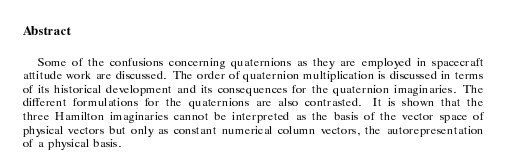 Abstract
Some of the confusions concerning quaternions as they are employed in spacecraft
attitude work are discussed. The order of quaternion multiplication is discussed in terms
of its historical development and its consequences for the quaternion imaginaries. The
different formulations for the quaternions are also contrasted. It is shown that the
three Hamilton imaginaries cannot be interpreted as the basis of the vector space of
physical vectors but only as constant numerical column vectors, the autorepresentation
of a physical basis.